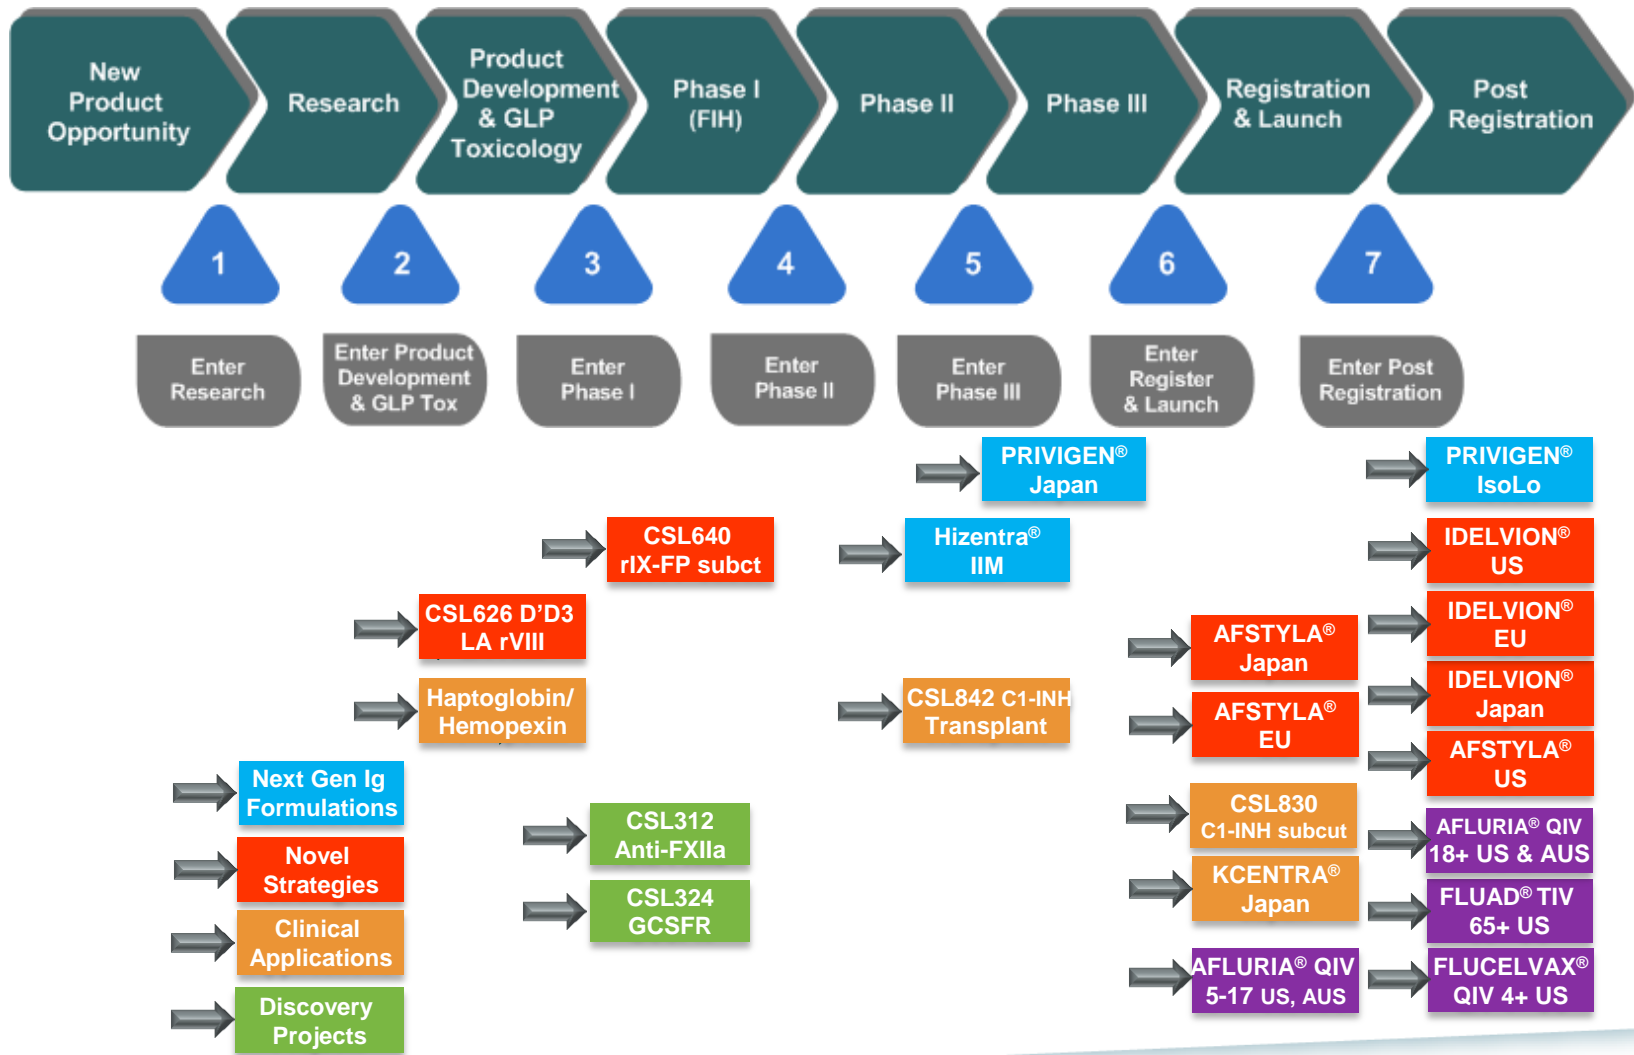 New
Product
Opportunity
Research
Product
Development
& GLP
Toxicology
Phase I
(FIH)
Phase II
Phase III
Registration
& Launch
Post
Registration
1
2
3
4
5
6
7
Enter
Research
Enter Product
Development
& GLP Tox
Enter
Phase I
Enter
Phase II
Enter
Phase III
Enter
Register
& Launch
Enter Post
Registration
PRIVIGEN®
Japan
PRIVIGEN®
IsoLo
CSL640
rIX-FP subct
Hizentra®
IIM
IDELVION®
US
CSL626 D’D3
LA rVIII
AFSTYLA®
Japan
IDELVION®
EU
Haptoglobin/
Hemopexin
CSL842 C1-INH
Transplant
AFSTYLA®
EU
IDELVION®
Japan
AFSTYLA®
US
Next Gen Ig
Formulations
CSL312
Anti-FXIIa
CSL830
C1-INH subcut
AFLURIA® QIV
18+ US & AUS
Novel
Strategies
CSL324
GCSFR
KCENTRA®
Japan
FLUAD® TIV
65+ US
Clinical
Applications
AFLURIA® QIV
5-17 US, AUS
FLUCELVAX®
QIV 4+ US
Discovery
Projects